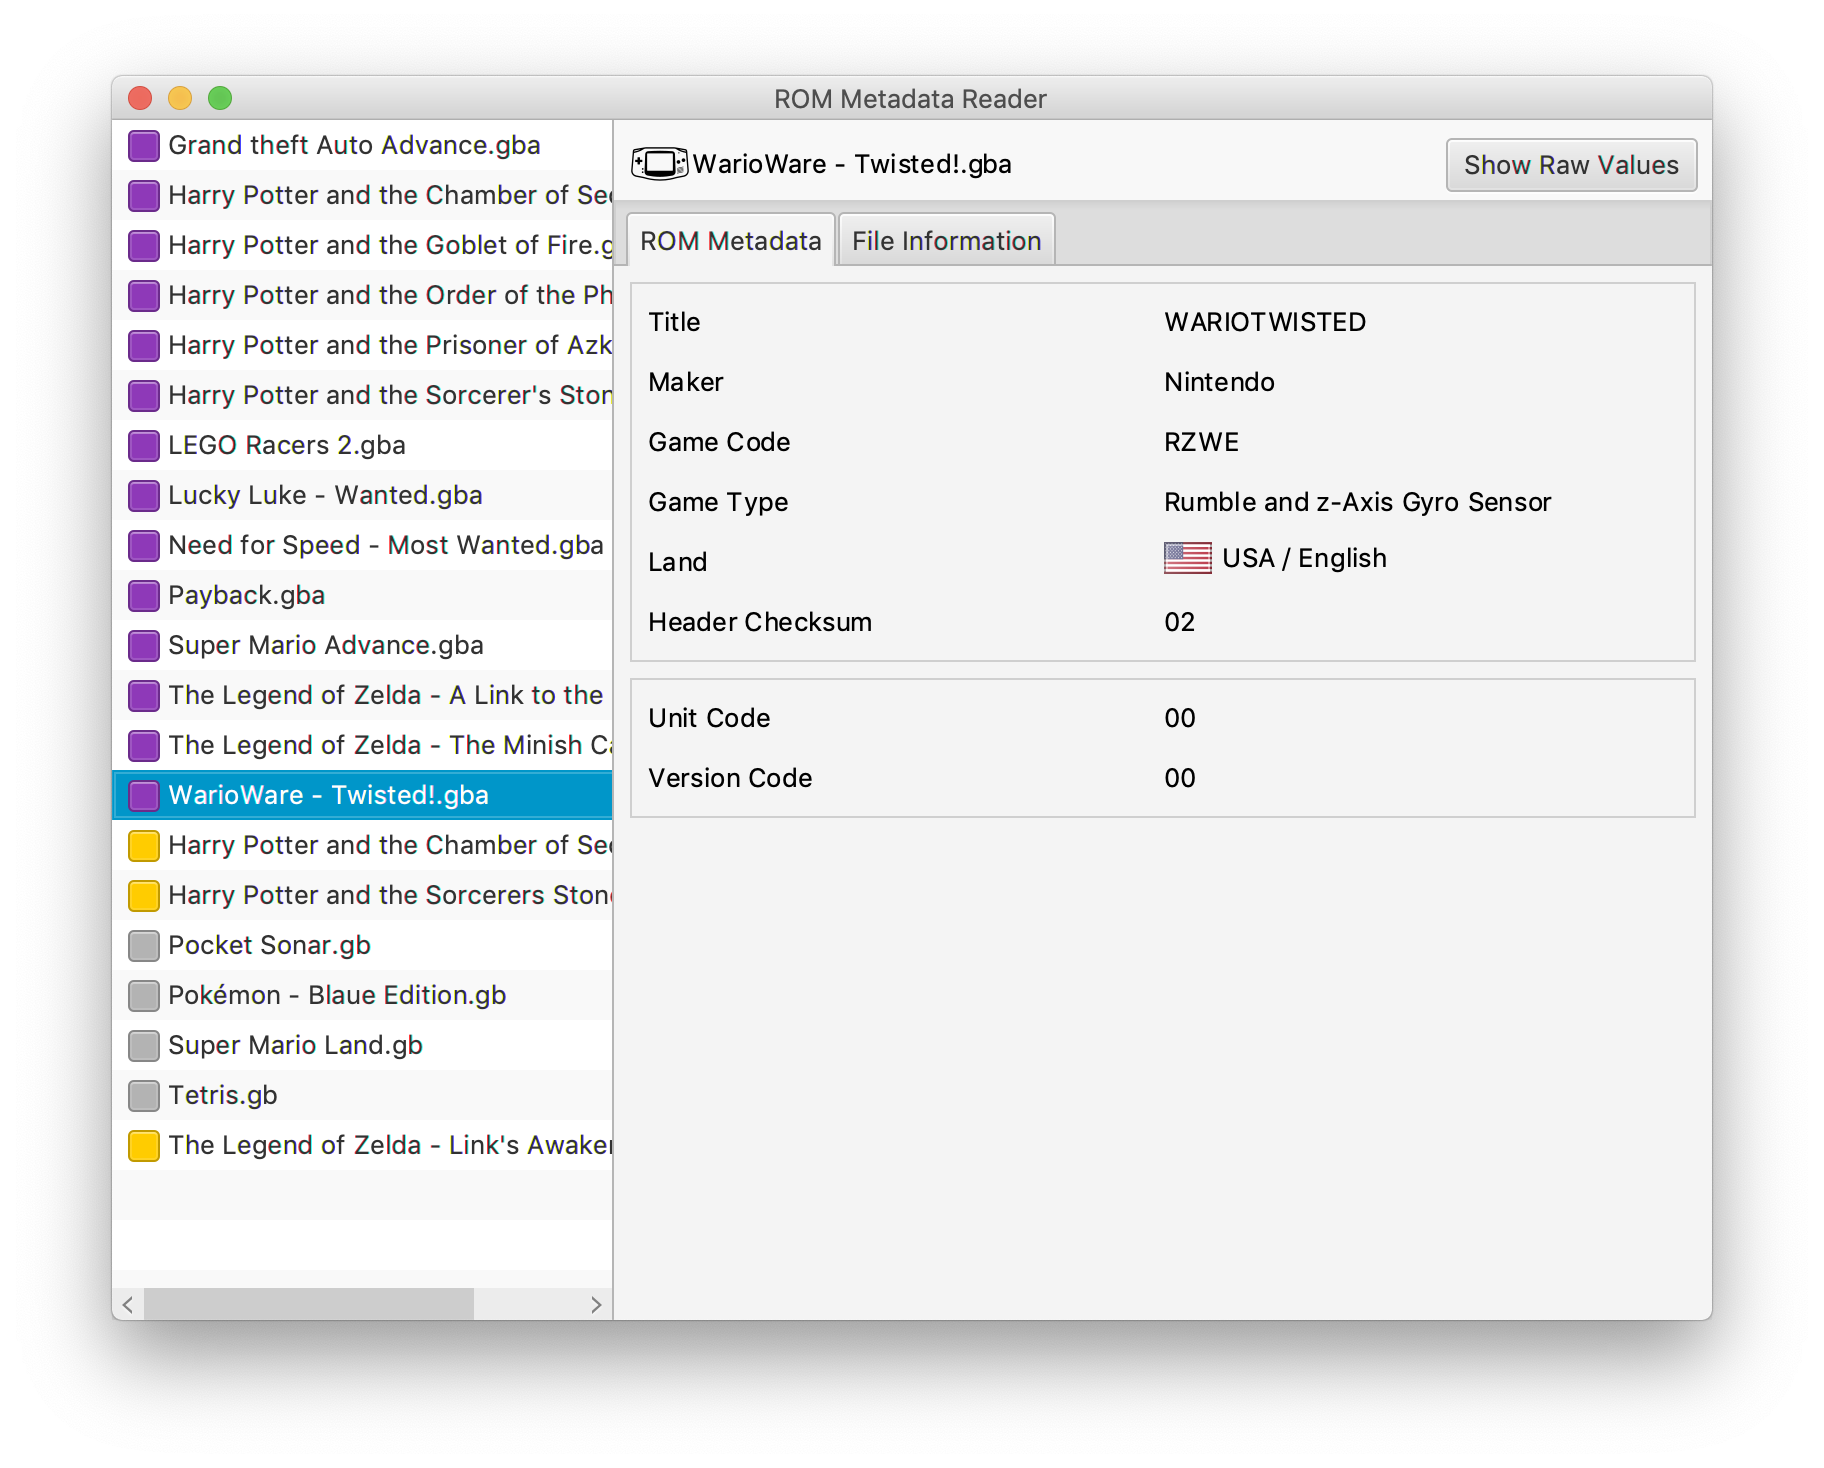 ROM Metadata Reader
Grand theft Auto Advance.gba
Harry Potter and the Chamber of
Harry Potter and the Goblet of Fire.g
Harry Potter and the Order of the
Harry Potter and the Prisoner of
Harry Potter and the Sorcerer's
LEGO Racers 2.gba
Lucky Luke - Wanted.gba
Need for Speed - Most Wanted.gba
Payback.gba
Super Mario Advance.gba
The Legend of Zelda - A Link to the
The Legend of Zelda - The Minish
WarioWare - Twisted!.gba
Harry Potter and the Chamber of
Harry Potter and the Sorcerers
Pocket Sonar.gb
Pokémon - Blaue Edition.gb
Super Mario Land.gb
Tetris.gb
The Legend of Zelda - Link's
WarioWare - Twisted!.gba
Show Raw Values
ROM Metadata
File Information
Title WARIOTWISTED
Maker Nintendo
Game Code RZWE
Game Type Rumble and z-Axis Gyro Sensor
Land USA / English
Header Checksum 02
Unit Code 00
Version Code 00